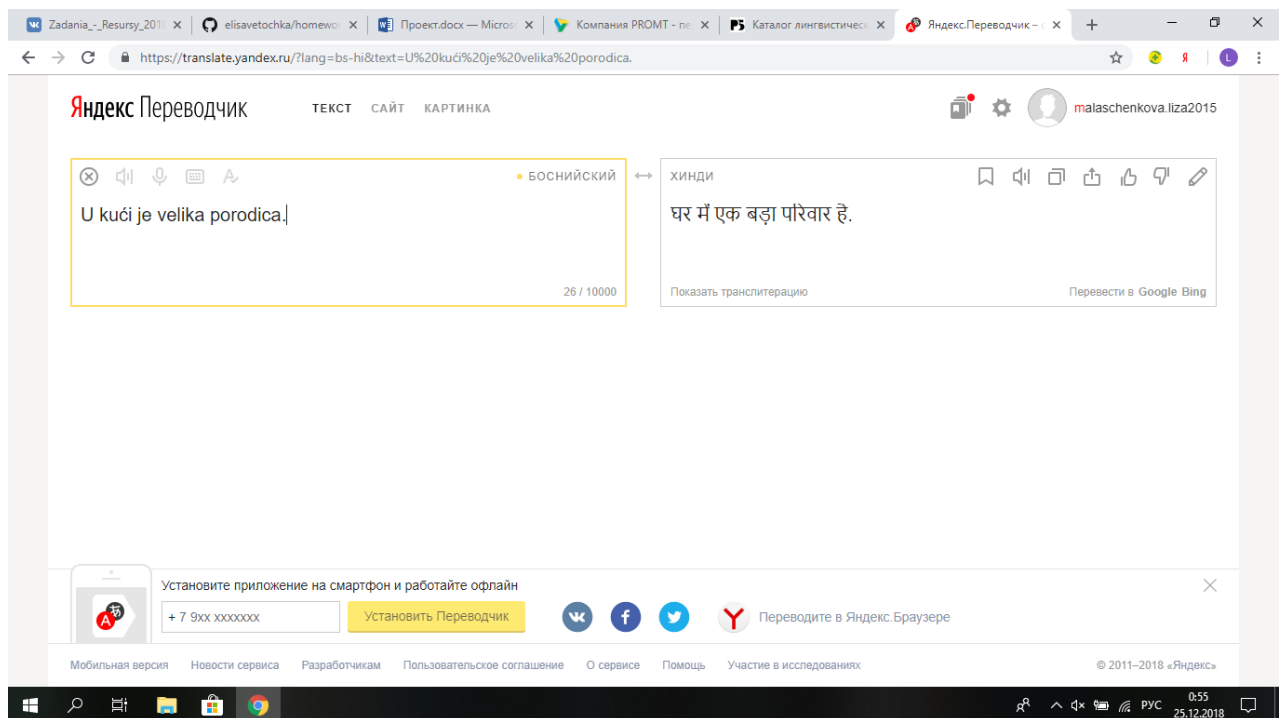 Zadania_-_Resursy_201
elisavetochka/homewo
Проект.docx — Micros
Компания PROMT - пе
Каталог лингвистичес
Яндекс.Переводчик – с
https://translate.yandex.ru/?lang=bs-hi&text=U%20kući%20je%20velika%20porodica.
Яндекс Переводчик
ТЕКСТ САЙТ КАРТИНКА
malaschenkova.liza2015
БОСНИЙСКИЙ
U kući je velika porodica.
26 / 10000
ХИНДИ
घर में एक बड़ा परिवार है.
Показать транслитерацию
Перевести в Google Bing
Установите приложение на смартфон и работайте офлайн
+ 7 9xx xxxxxxx
Установить Переводчик
Переводите в Яндекс.Браузере
Мобильная версия Новости сервиса Разработчикам Пользовательское соглашение О сервисе Помощь Участие в исследованиях
© 2011–2018 «Яндекс»
РУС
0:55
25.12.2018